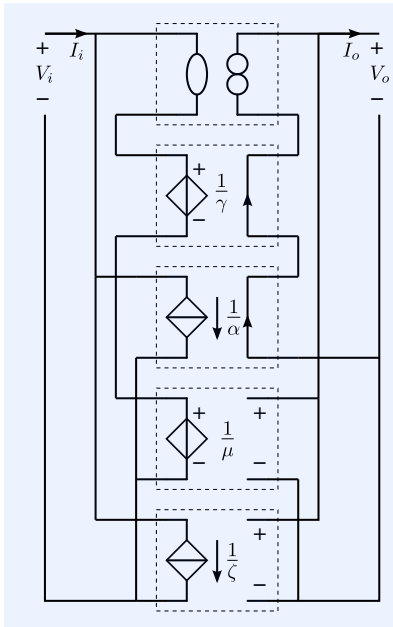 + I_i I_o +
V_i V_o
− −
+ 1/γ
−
1/α
+ 1/μ +
− −
1/ζ +
−